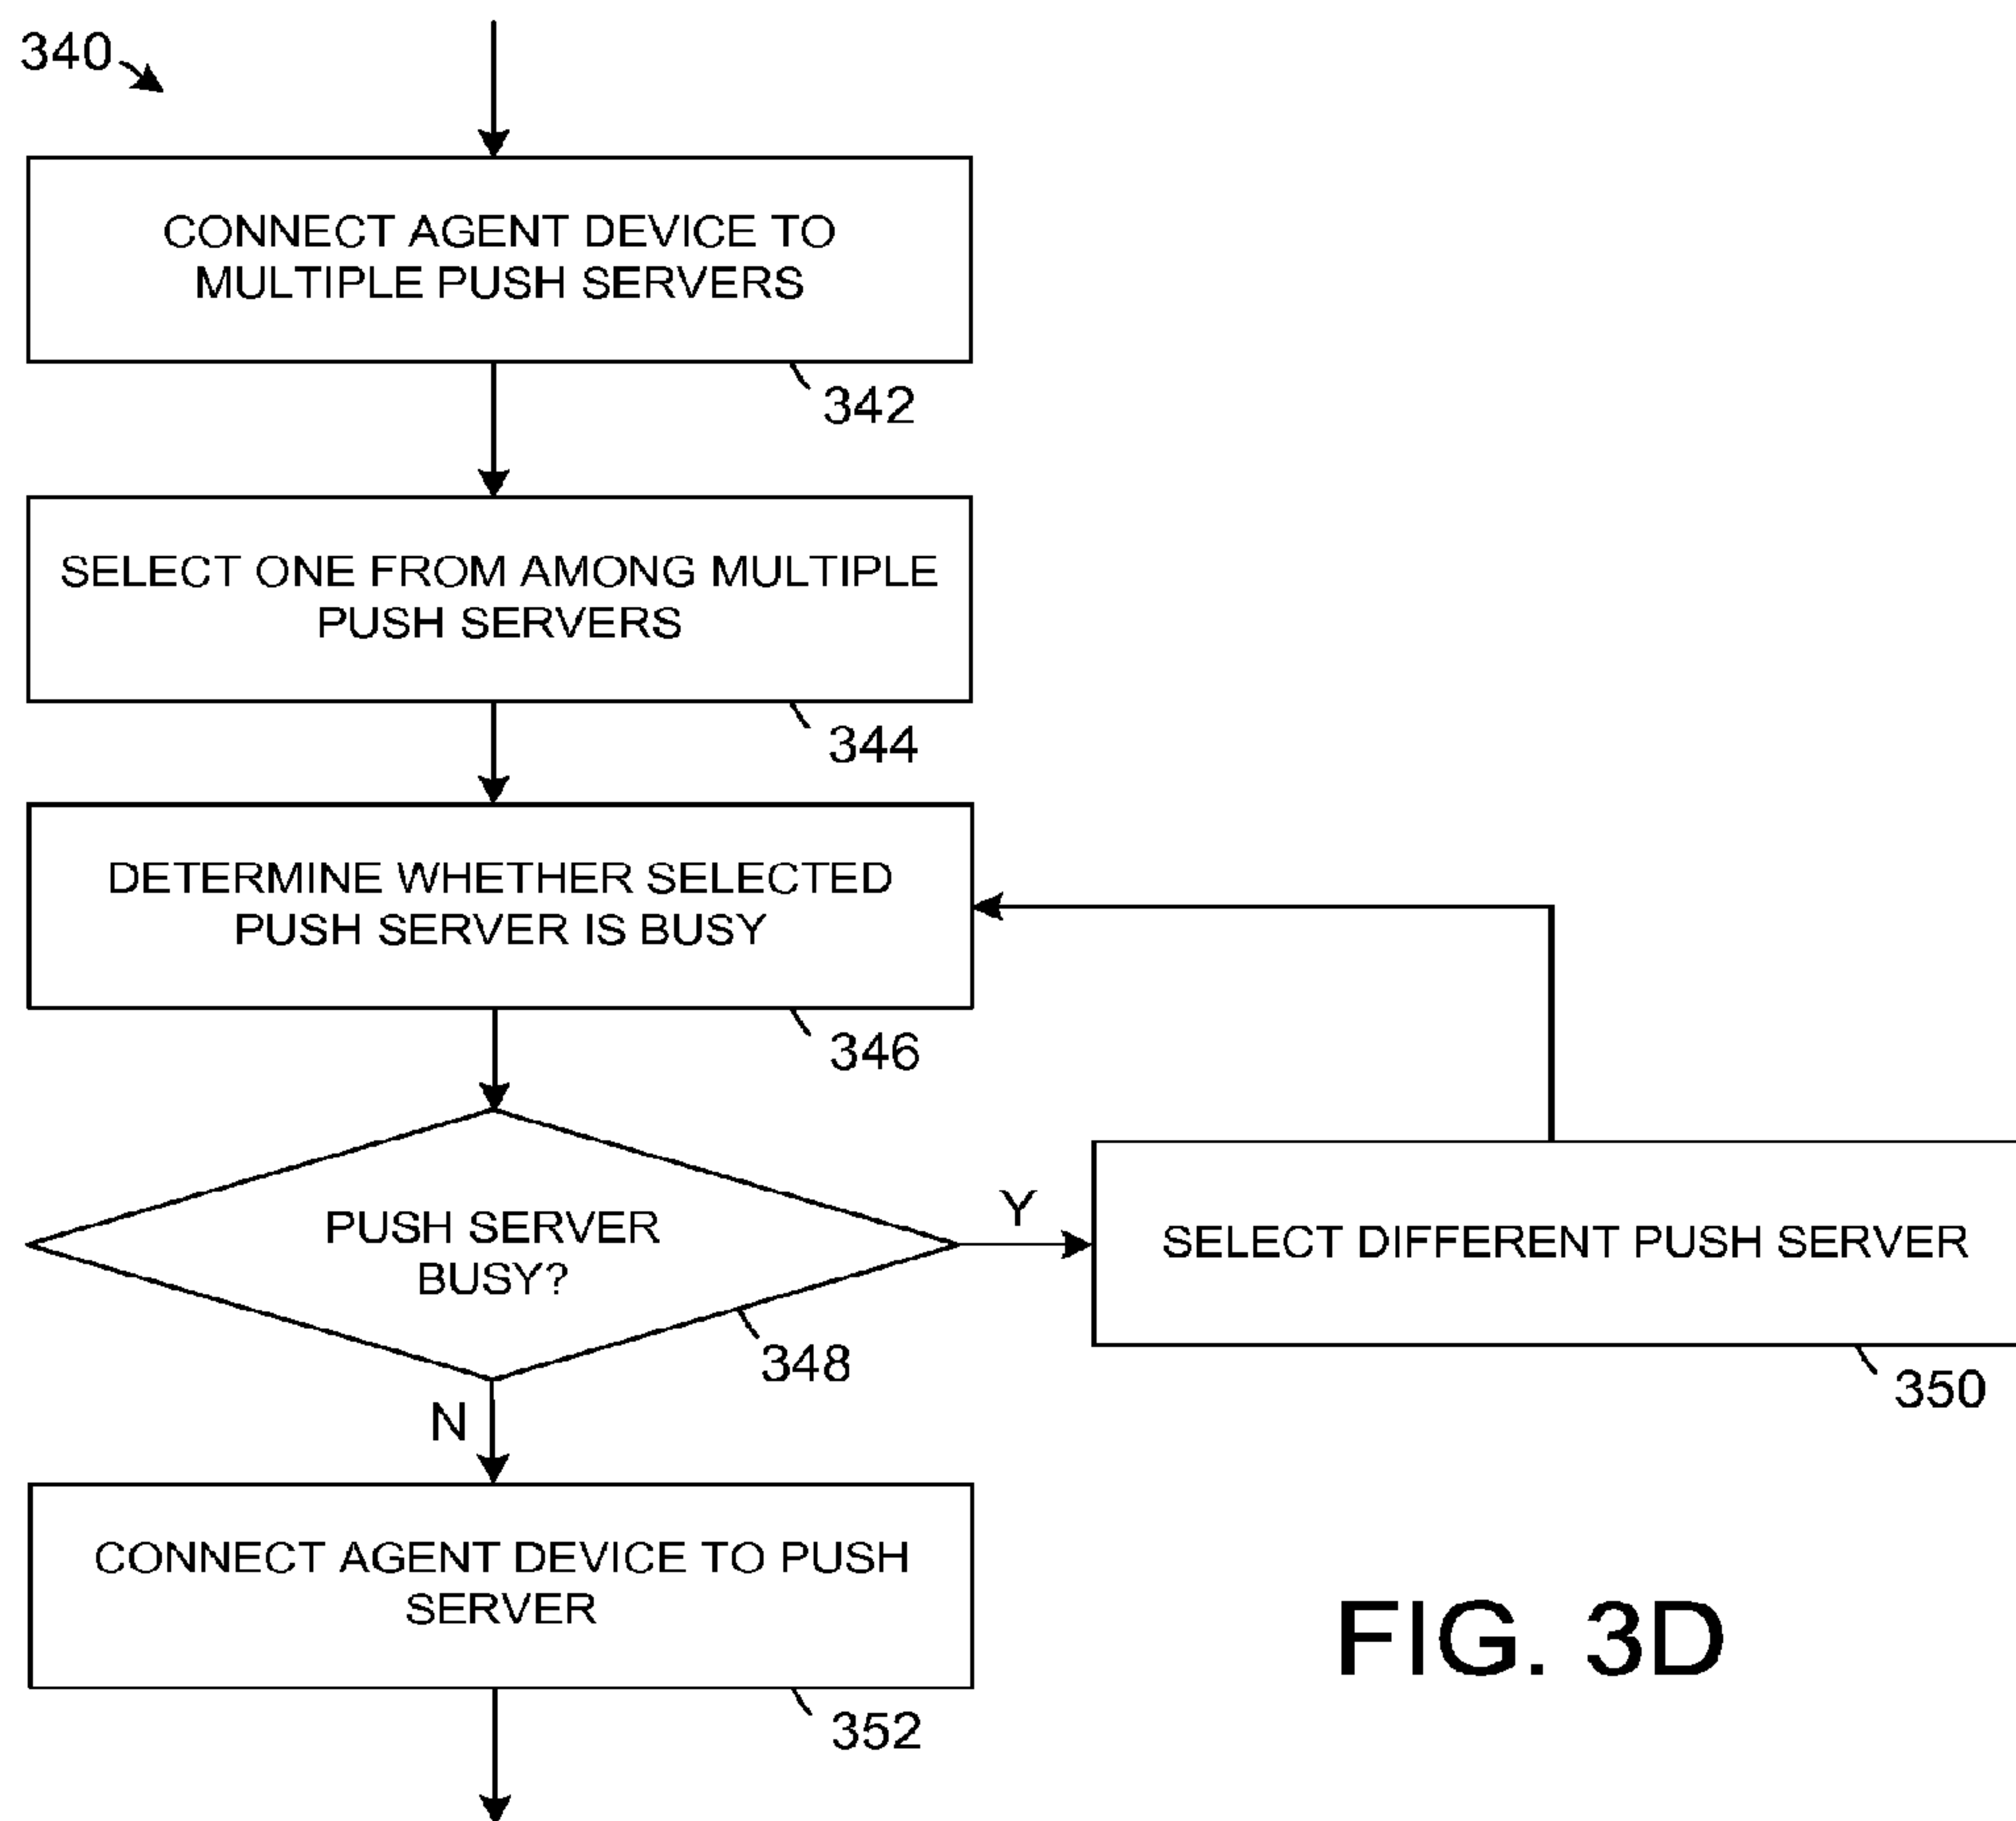 340
CONNECT AGENT DEVICE TO
MULTIPLE PUSH SERVERS
342
SELECT ONE FROM AMONG MULTIPLE
PUSH SERVERS
344
DETERMINE WHETHER SELECTED
PUSH SERVER IS BUSY
346
PUSH SERVER
BUSY?
348
Y
SELECT DIFFERENT PUSH SERVER
350
N
CONNECT AGENT DEVICE TO PUSH
SERVER
352
FIG. 3D